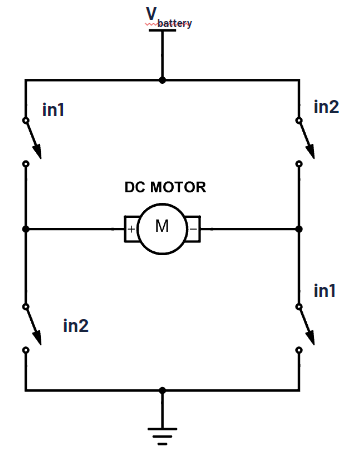 V battery
in1
in2
DC MOTOR
+ M -
in1
in2